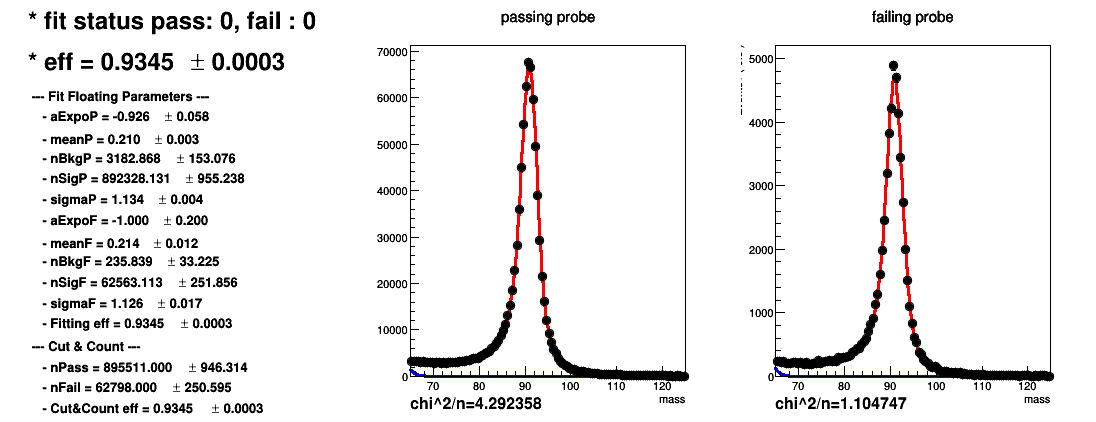 * fit status pass: 0, fail : 0
* eff = 0.9345 ± 0.0003
--- Fit Floating Parameters ---
- aExpoP = -0.926 ± 0.058
- meanP = 0.210 ± 0.003
- nBkgP = 3182.868 ± 153.076
- nSigP = 892328.131 ± 955.238
- sigmaP = 1.134 ± 0.004
- aExpoF = -1.000 ± 0.200
- meanF = 0.214 ± 0.012
- nBkgF = 235.839 ± 33.225
- nSigF = 62563.113 ± 251.856
- sigmaF = 1.126 ± 0.017
- Fitting eff = 0.9345 ± 0.0003
--- Cut & Count ---
- nPass = 895511.000 ± 946.314
- nFail = 62798.000 ± 250.595
- Cut&Count eff = 0.9345 ± 0.0003
passing probe
70000
60000
50000
40000
30000
20000
10000
0
70 80 90 100 110 120
mass
chi^2/n=4.292358
failing probe
5000
4000
3000
2000
1000
0
70 80 90 100 110 120
mass
chi^2/n=1.104747